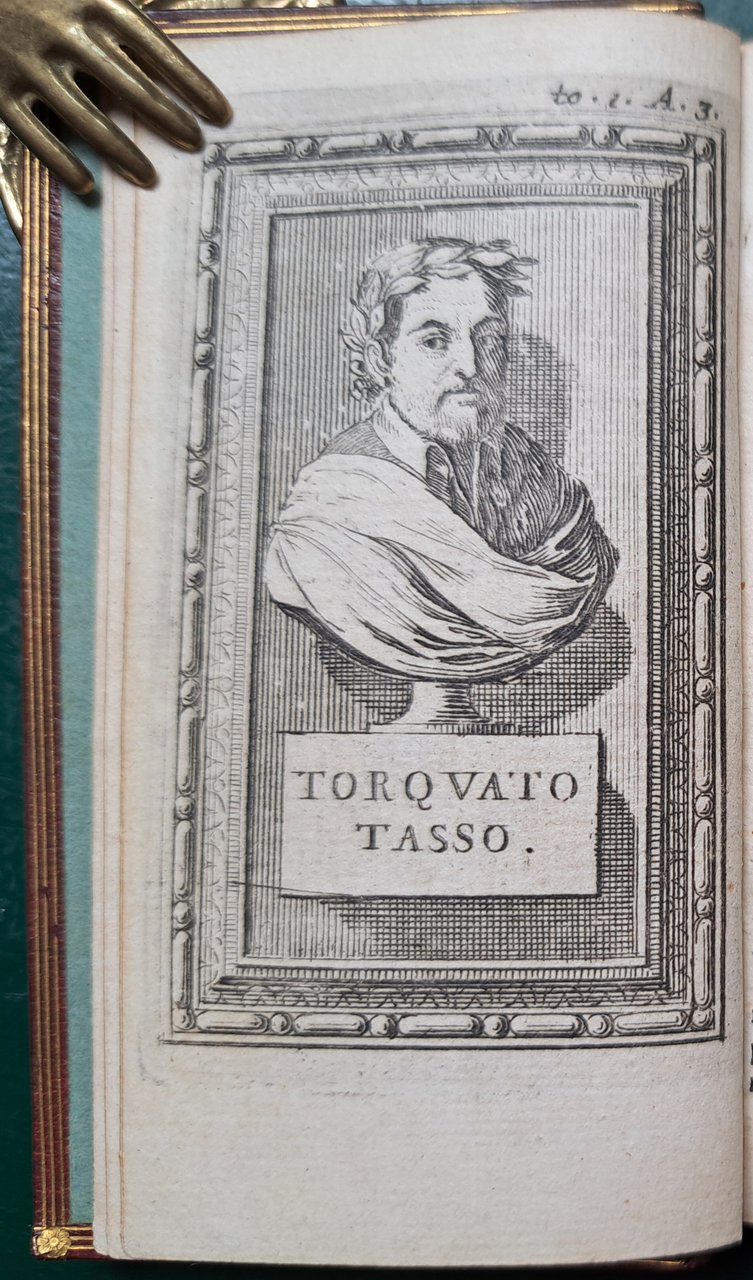 to. 1. A. 3.
TORQVATO
TASSO.